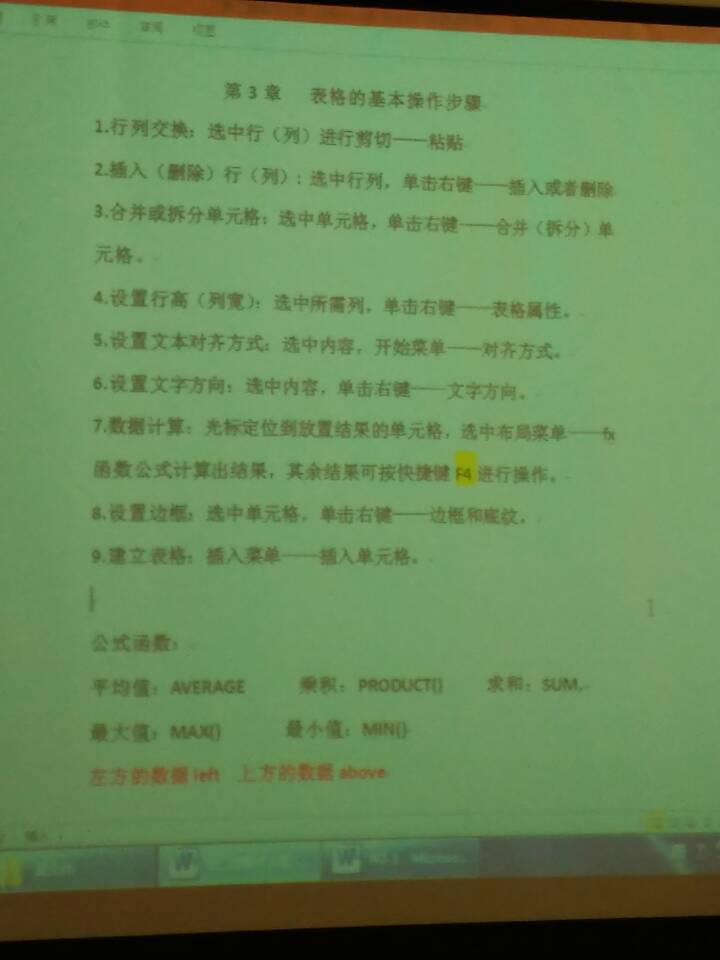 第 3 章 表格的基本操作步骤
1.行列交换：选中行（列）进行剪切——粘贴
2.插入（删除）行（列）：选中行列，单击右键——插入或者删除
3.合并或拆分单元格：选中单元格，单击右键——合并（拆分）单
元格。
4.设置行高（列宽）：选中所需列，单击右键——表格属性。
5.设置文本对齐方式：选中内容，开始菜单——对齐方式。
6.设置文字方向：选中内容，单击右键——文字方向。
7.数据计算：光标定位到放置结果的单元格，选中布局菜单——fx
函数公式计算出结果，其余结果可按快捷键 F4 进行操作。
8.设置边框：选中单元格，单击右键——边框和底纹。
9.建立表格：插入菜单——插入单元格。
公式函数：
平均值：AVERAGE 乘积：PRODUCT() 求和：SUM,
最大值：MAX() 最小值：MIN()
左方的数据 left 上方的数据 above
插入